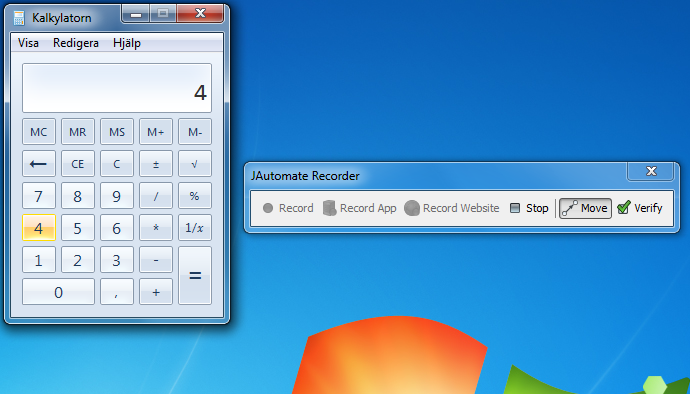 Kalkylatorn
Visa Redigera Hjälp
4
MC MR MS M+ M-
← CE C ± √
7 8 9 / %
4 5 6 * 1/x
1 2 3 - =
0 , +
JAutomate Recorder
Record Record App Record Website Stop Move Verify